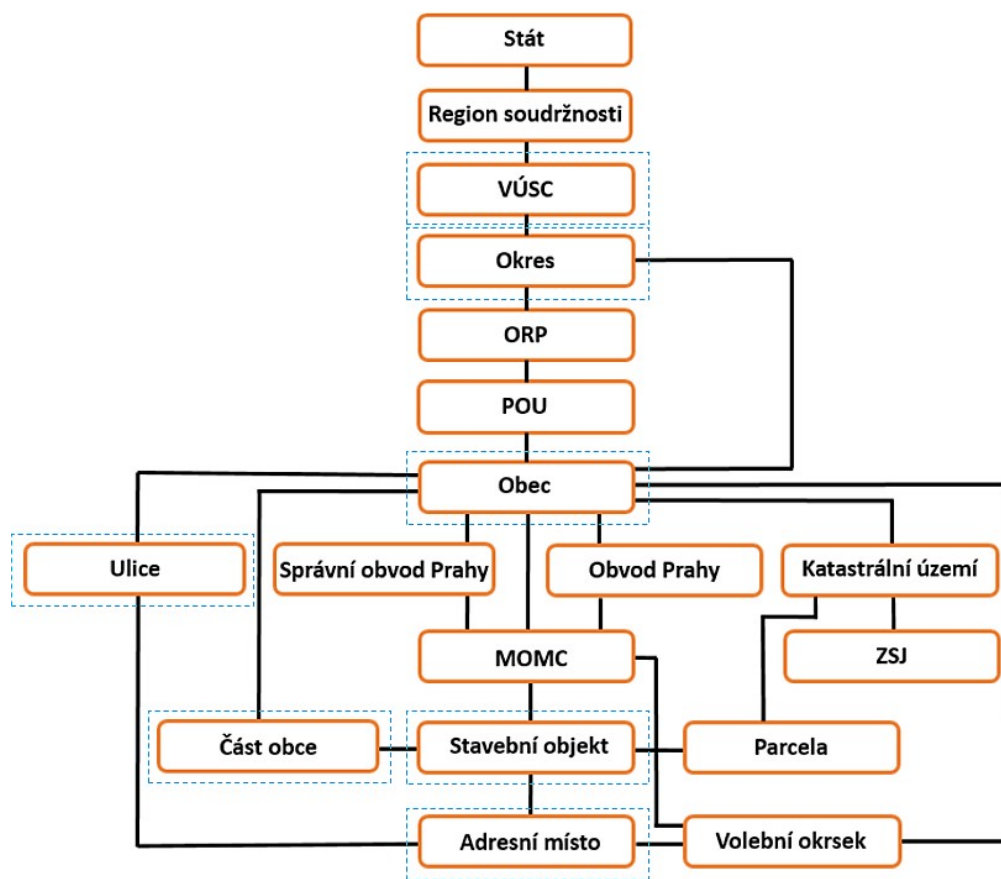 Stát
Region soudržnosti
VÚSC
Okres
ORP
POU
Obec
Ulice
Správní obvod Prahy
Obvod Prahy
Katastrální území
MOMC
ZSJ
Část obce
Stavební objekt
Parcela
Adresní místo
Volební okrsek